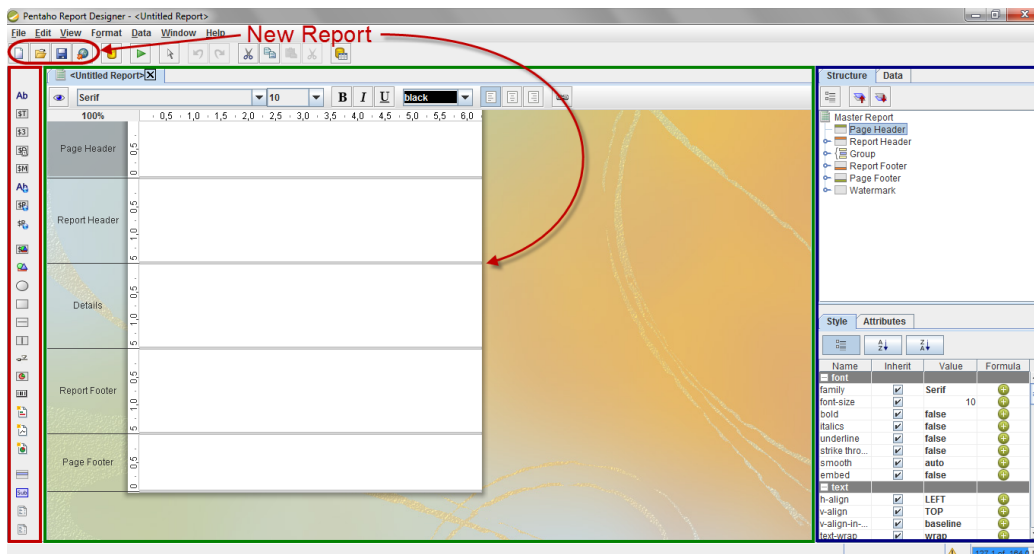 Pentaho Report Designer - <Untitled Report>
File Edit View Format Data Window Help
New Report
<Untitled Report>
Serif 10 B I U black
100% 0,5 1,0 1,5 2,0 2,5 3,0 3,5 4,0 4,5 5,0 5,5 6,0
Page Header
Report Header
Details
Report Footer
Page Footer
Ab
Sub
Structure Data
Master Report
Page Header
Report Header
Group
Report Footer
Page Footer
Watermark
Style Attributes
Name Inherit Value Formula
font
family Serif
font-size 10
bold false
italics false
underline false
strike thro...
false
smooth auto
embed false
text
h-align LEFT
v-align TOP
v-align-in-... baseline
text-wrap wrap